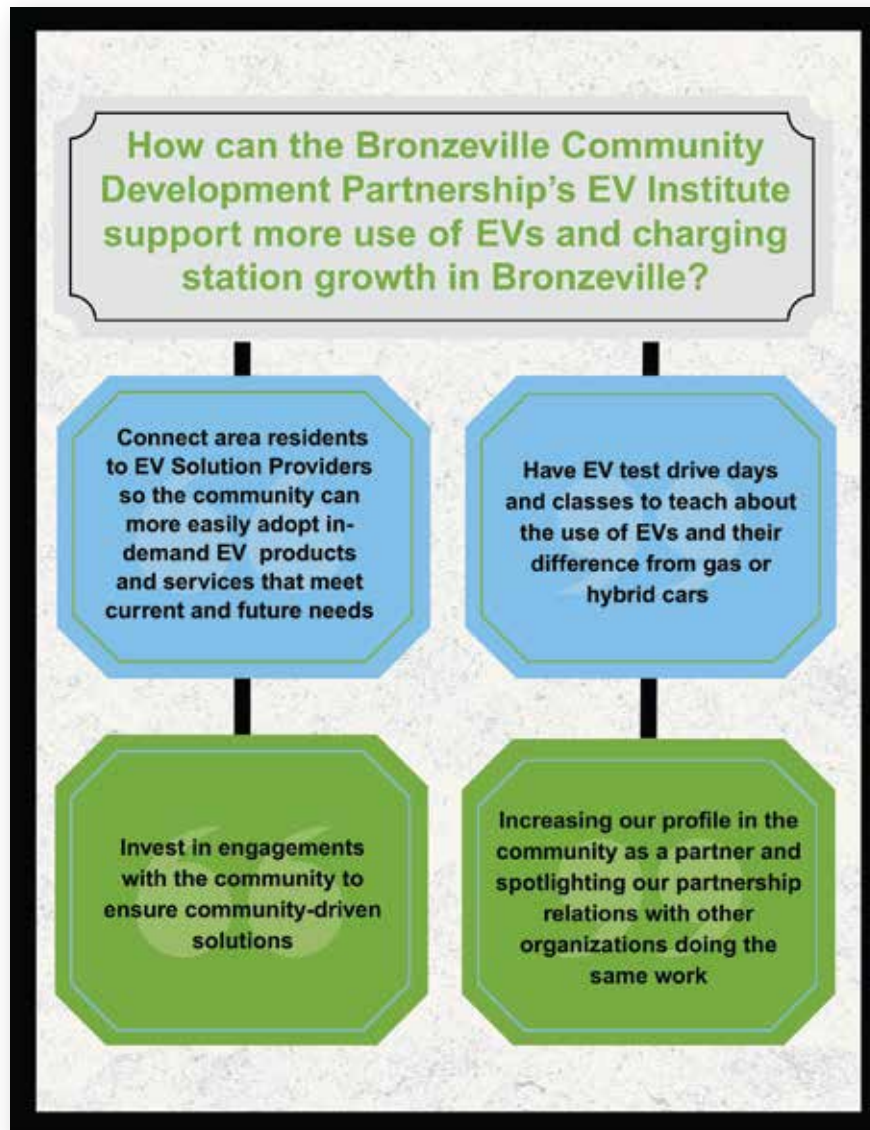 How can the Bronzeville Community
Development Partnership's EV Institute
support more use of EVs and charging
station growth in Bronzeville?
Connect area residents
to EV Solution Providers
so the community can
more easily adopt in-
demand EV products
and services that meet
current and future needs
Have EV test drive days
and classes to teach about
the use of EVs and their
difference from gas or
hybrid cars
Invest in engagements
with the community to
ensure community-driven
solutions
Increasing our profile in the
community as a partner and
spotlighting our partnership
relations with other
organizations doing the
same work